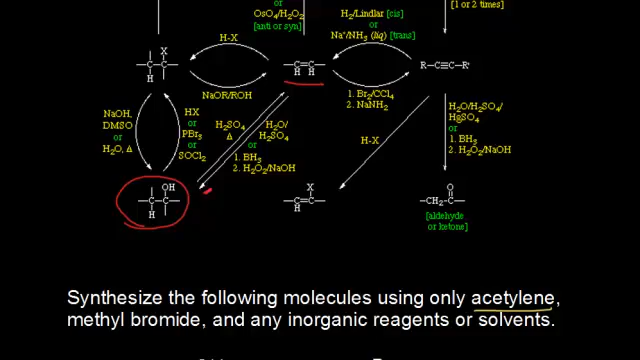 or
OsO₄/H₂O₂
[anti or syn]
H₂/Lindlar [cis]
or
Na°/NH₃ (liq) [trans]
[1 or 2 times]
X
H-X
—C—C—
H
—C=C—
H H
R—C≡C—R'
NaOR/ROH
1. Br₂/CCl₄
2. NaNH₂
NaOH,
DMSO
or
H₂O, Δ
HX
or
PBr₃
or
SOCl₂
H₂SO₄
Δ
H₂O/
H₂SO₄
or
1. BH₃
2. H₂O₂/NaOH
H-X
H₂O/H₂SO₄/
HgSO₄
or
1. BH₃
2. H₂O₂/NaOH
OH
—C—C—
H
X
—C=C—
H
O
—CH₂—C—
[aldehyde
or ketone]
Synthesize the following molecules using only acetylene,
methyl bromide, and any inorganic reagents or solvents.